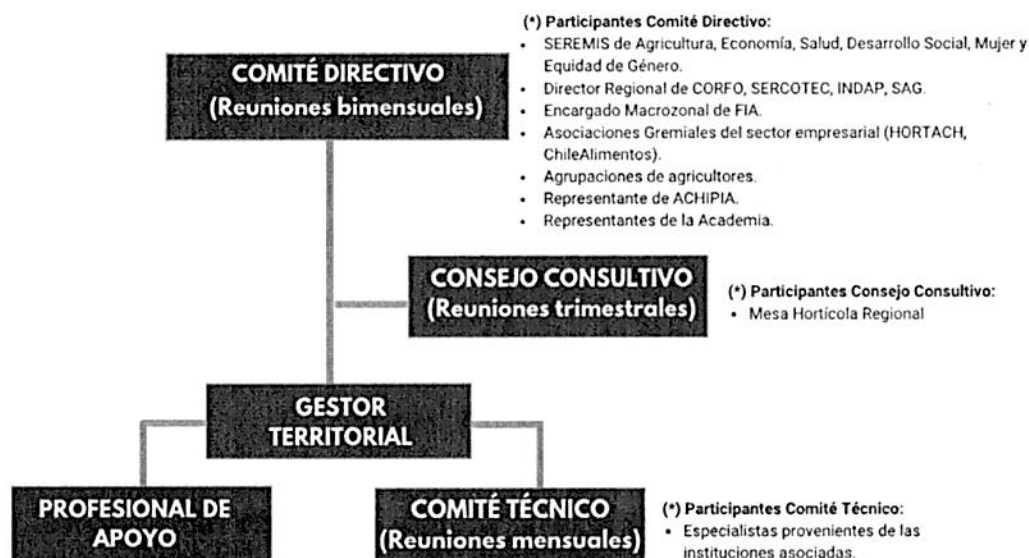 (*) Participantes Comité Directivo:
• SEREMIS de Agricultura, Economía, Salud, Desarrollo Social, Mujer y
Equidad de Género.
• Director Regional de CORFO, SERCOTEC, INDAP, SAG.
• Encargado Macrozonal de FIA.
• Asociaciones Gremiales del sector empresarial (HORTACH,
ChileAlimentos).
• Agrupaciones de agricultores.
• Representante de ACHIPIA.
• Representantes de la Academia.
COMITÉ DIRECTIVO
(Reuniones bimensuales)
CONSEJO CONSULTIVO
(Reuniones trimestrales)
(*) Participantes Consejo Consultivo:
• Mesa Hortícola Regional
GESTOR
TERRITORIAL
PROFESIONAL DE
APOYO
COMITÉ TÉCNICO
(Reuniones mensuales)
(*) Participantes Comité Técnico:
• Especialistas provenientes de las
instituciones asociadas.